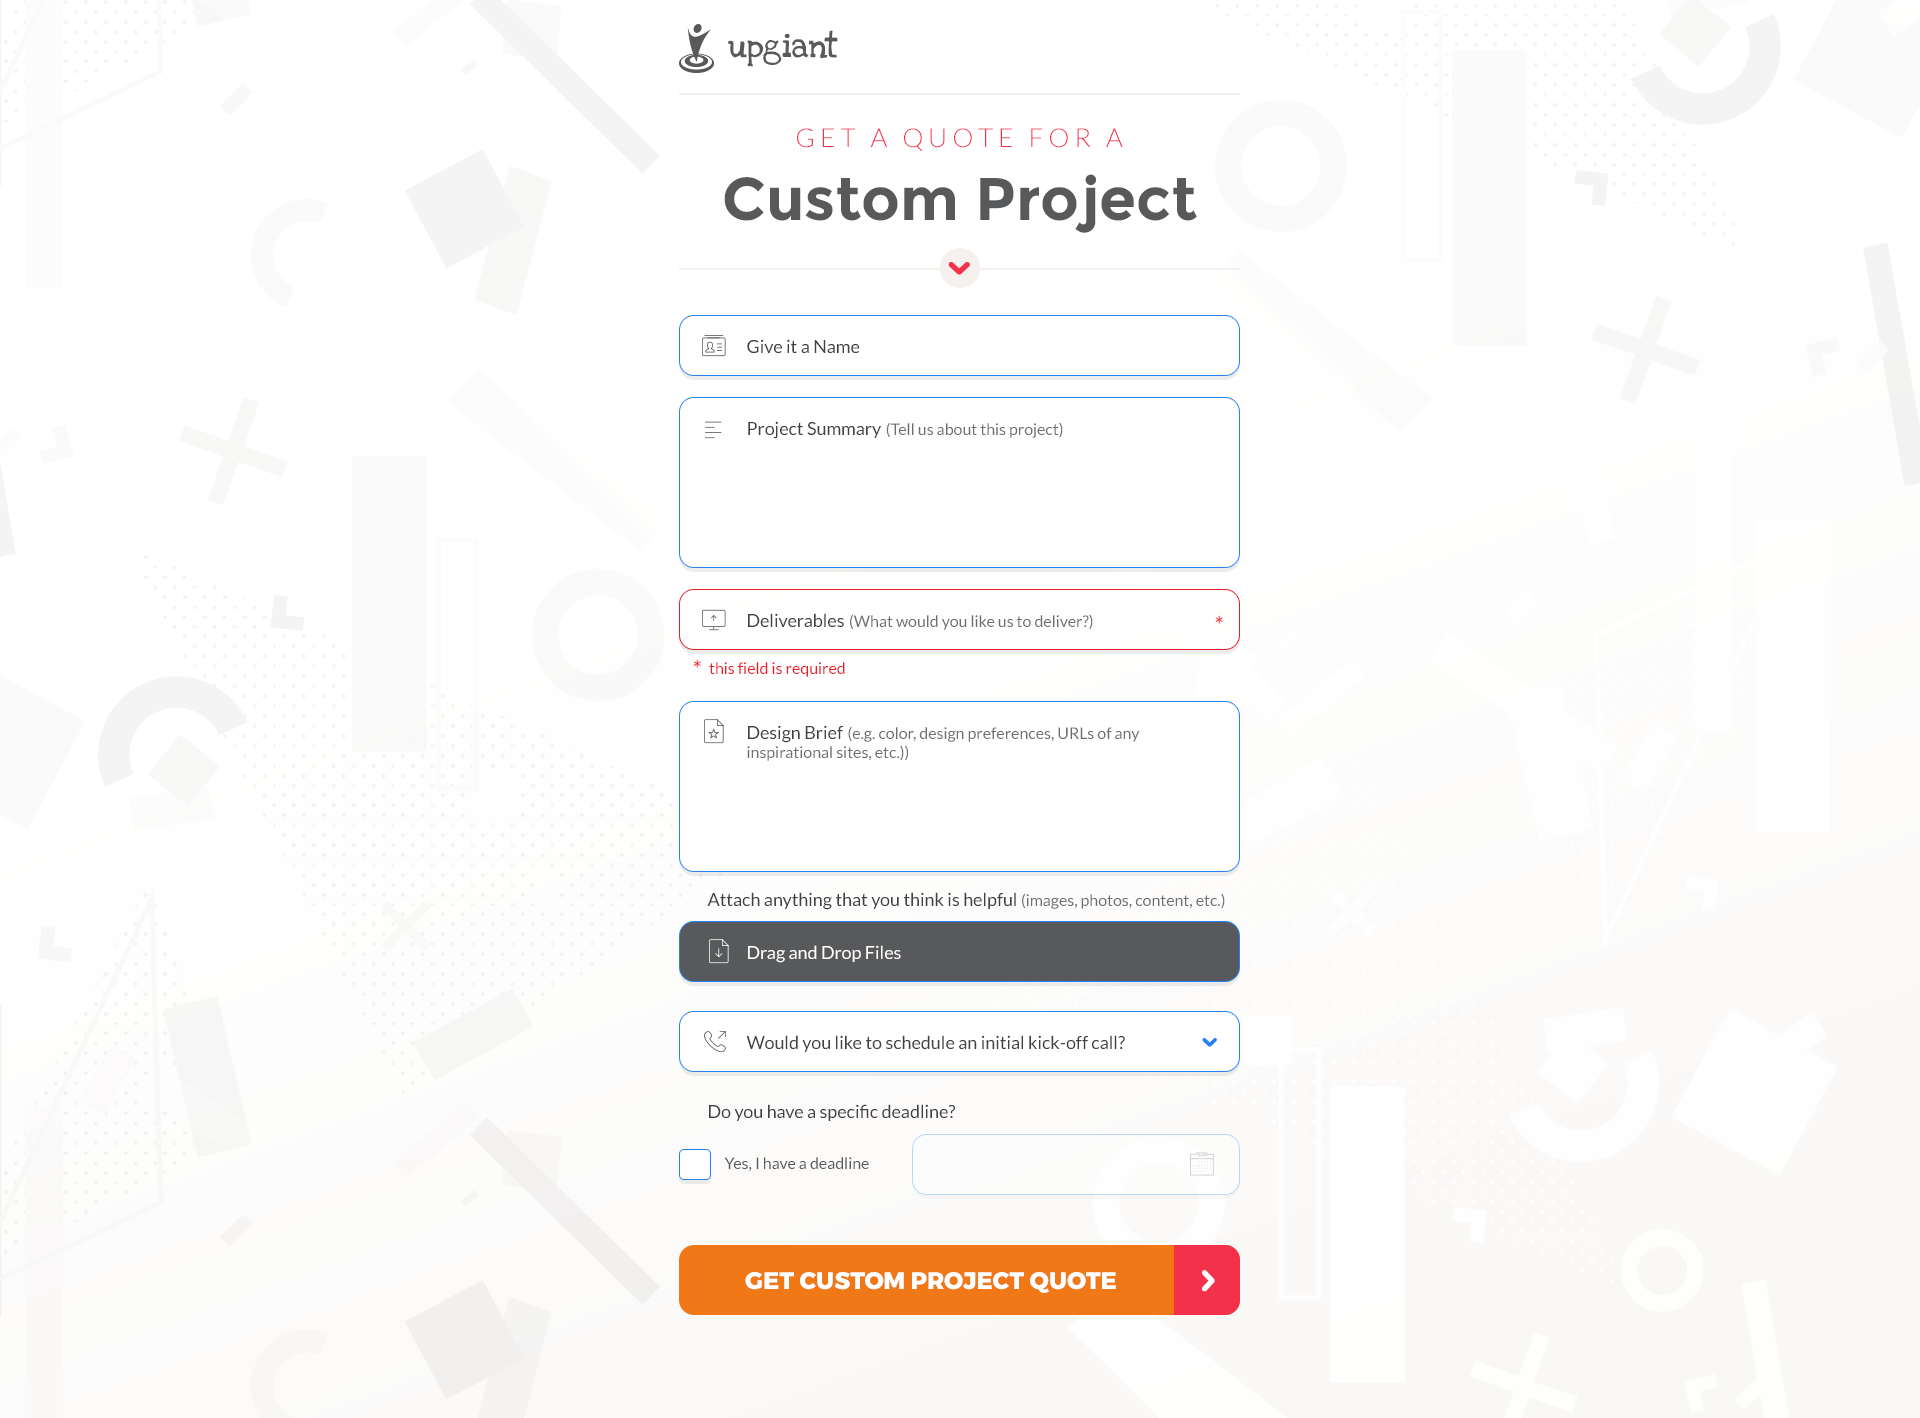 upgiant
GET A QUOTE FOR A
Custom Project
Give it a Name
Project Summary (Tell us about this project)
Deliverables (What would you like us to deliver?) *
* this field is required
Design Brief (e.g. color, design preferences, URLs of any
inspirational sites, etc.))
Attach anything that you think is helpful (images, photos, content, etc.)
Drag and Drop Files
Would you like to schedule an initial kick-off call?
Do you have a specific deadline?
Yes, I have a deadline
GET CUSTOM PROJECT QUOTE